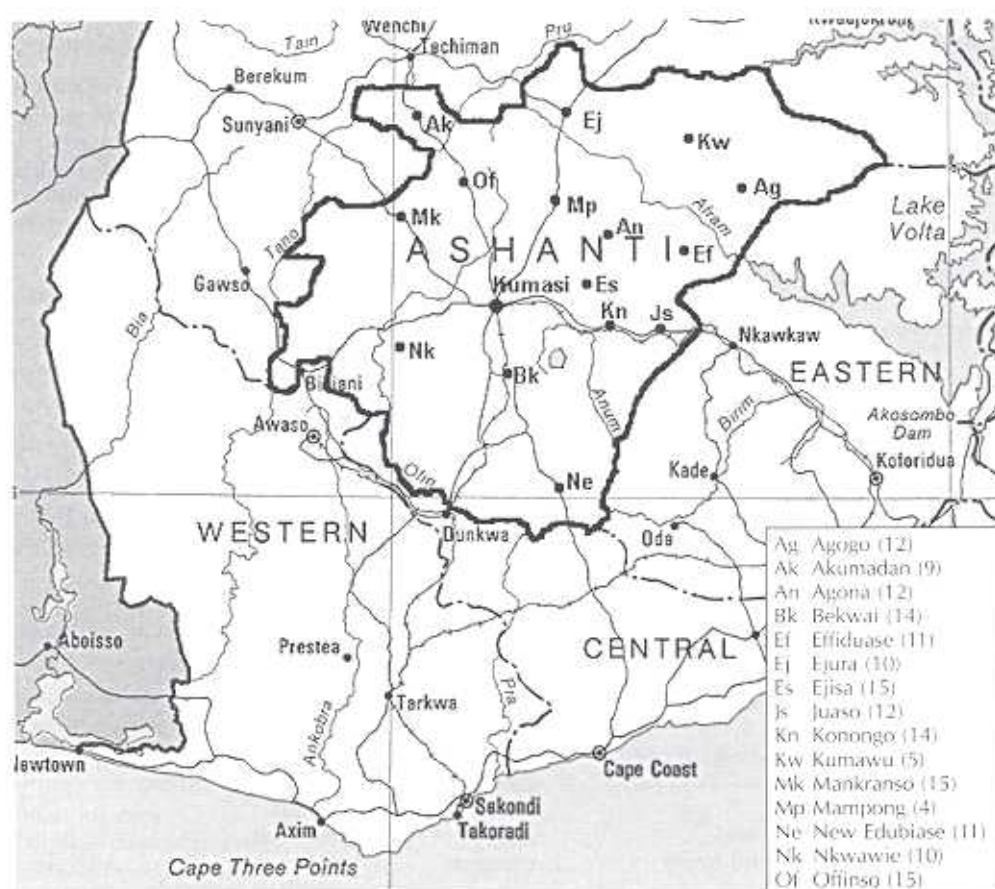 Wenchi
Techiman
Pru
Tain
Berekum
Sunyani
Ak
Ej
Kw
Of
Mp
Ag
Mk
An
Afram
Lake
Volta
Tano
ASHANTI
Ef
Gawso
Kumasi
Es
Bia
Kn
Js
Nkawkaw
Nk
Bk
EASTERN
Bibiani
Anum
Birim
Akosombo
Dam
Awaso
Koforidua
Ofin
Ne
Kade
WESTERN
Dunkwa
Oda
Aboisso
Prestea
CENTRAL
Pra
Tarkwa
Ankobra
Newtown
Cape Coast
Sekondi
Axim
Takoradi
Cape Three Points
Ag Agogo (12)
Ak Akumadan (9)
An Agona (12)
Bk Bekwai (14)
Ef Effiduase (11)
Ej Ejura (10)
Es Ejisa (15)
Js Juaso (12)
Kn Konongo (14)
Kw Kumawu (5)
Mk Mankranso (15)
Mp Mampong (4)
Ne New Edubiase (11)
Nk Nkwawie (10)
Of Offinso (15)